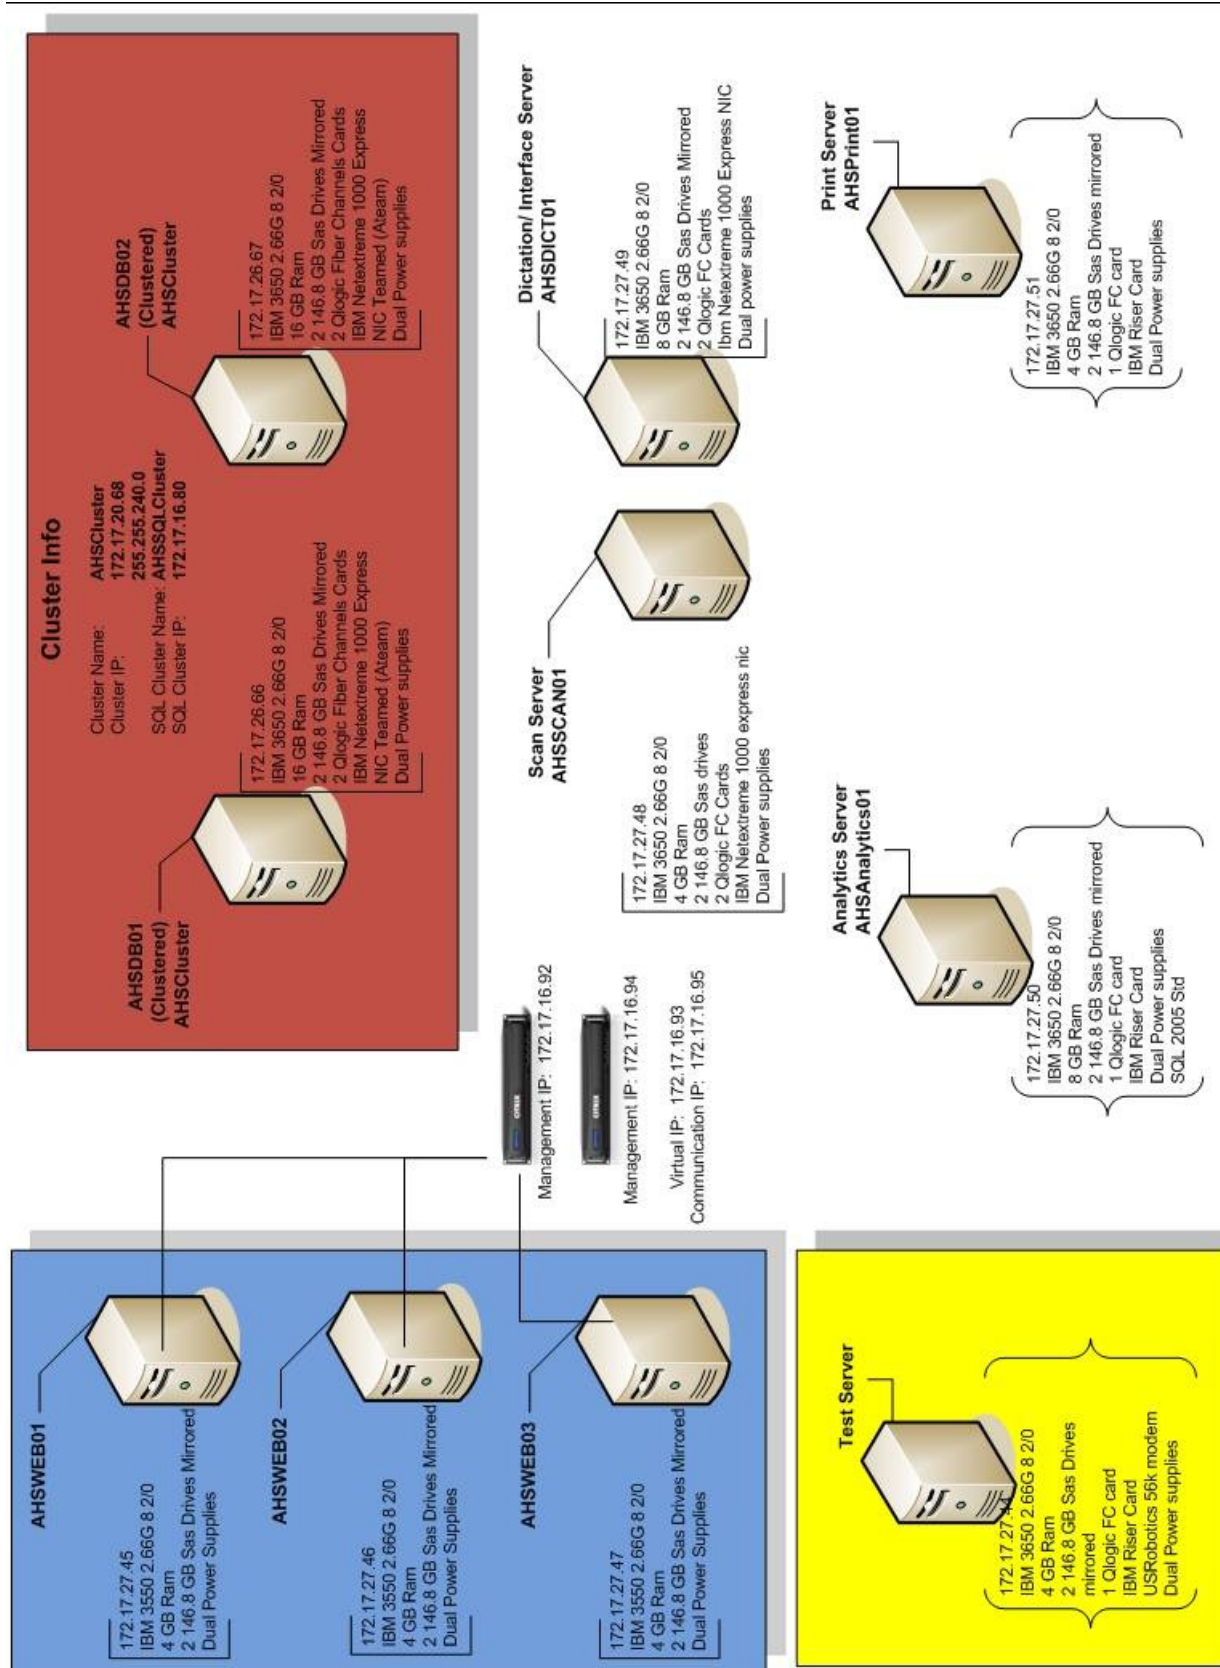 AHSWEB01
172.17.27.45
IBM 3550 2.66G 8 2/0
4 GB Ram
2 146.8 GB Sas Drives Mirrored
Dual Power Supplies
AHSWEB02
172.17.27.46
IBM 3550 2.66G 8 2/0
4 GB Ram
2 146.8 GB Sas Drives Mirrored
Dual Power Supplies
AHSWEB03
172.17.27.47
IBM 3550 2.66G 8 2/0
4 GB Ram
2 146.8 GB Sas Drives Mirrored
Dual Power Supplies
CITRIX
Management IP: 172.17.16.92
CITRIX
Management IP: 172.17.16.94
Virtual IP: 172.17.16.93
Communication IP: 172.17.16.95
Cluster Info
Cluster Name: AHSCluster
Cluster IP: 172.17.20.68
255.255.240.0
SQL Cluster Name: AHSSQLCluster
SQL Cluster IP: 172.17.16.80
AHSDB01
(Clustered)
AHSCluster
172.17.26.66
IBM 3650 2.66G 8 2/0
16 GB Ram
2 146.8 GB Sas Drives Mirrored
2 Qlogic Fiber Channels Cards
IBM Netextreme 1000 Express
NIC Teamed (Ateam)
Dual Power supplies
AHSDB02
(Clustered)
AHSCluster
172.17.26.67
IBM 3650 2.66G 8 2/0
16 GB Ram
2 146.8 GB Sas Drives Mirrored
2 Qlogic Fiber Channels Cards
IBM Netextreme 1000 Express
NIC Teamed (Ateam)
Dual Power supplies
Scan Server
AHSSCAN01
172.17.27.48
IBM 3650 2.66G 8 2/0
4 GB Ram
2 146.8 GB Sas drives
2 Qlogic FC Cards
IBM Netextreme 1000 express nic
Dual Power supplies
Dictation/ Interface Server
AHSDICT01
172.17.27.49
IBM 3650 2.66G 8 2/0
8 GB Ram
2 146.8 GB Sas Drives Mirrored
2 Qlogic FC Cards
Ibm Netextreme 1000 Express NIC
Dual power supplies
Test Server
172.17.27.44
IBM 3650 2.66G 8 2/0
4 GB Ram
2 146.8 GB Sas Drives
mirrored
1 Qlogic FC card
IBM Riser Card
USRobotics 56k modem
Dual Power supplies
Analytics Server
AHSAnalytics01
172.17.27.50
IBM 3650 2.66G 8 2/0
8 GB Ram
2 146.8 GB Sas Drives mirrored
1 Qlogic FC card
IBM Riser Card
Dual Power supplies
SQL 2005 Std
Print Server
AHSPrint01
172.17.27.51
IBM 3650 2.66G 8 2/0
4 GB Ram
2 146.8 GB Sas Drives mirrored
1 Qlogic FC card
IBM Riser Card
Dual Power supplies